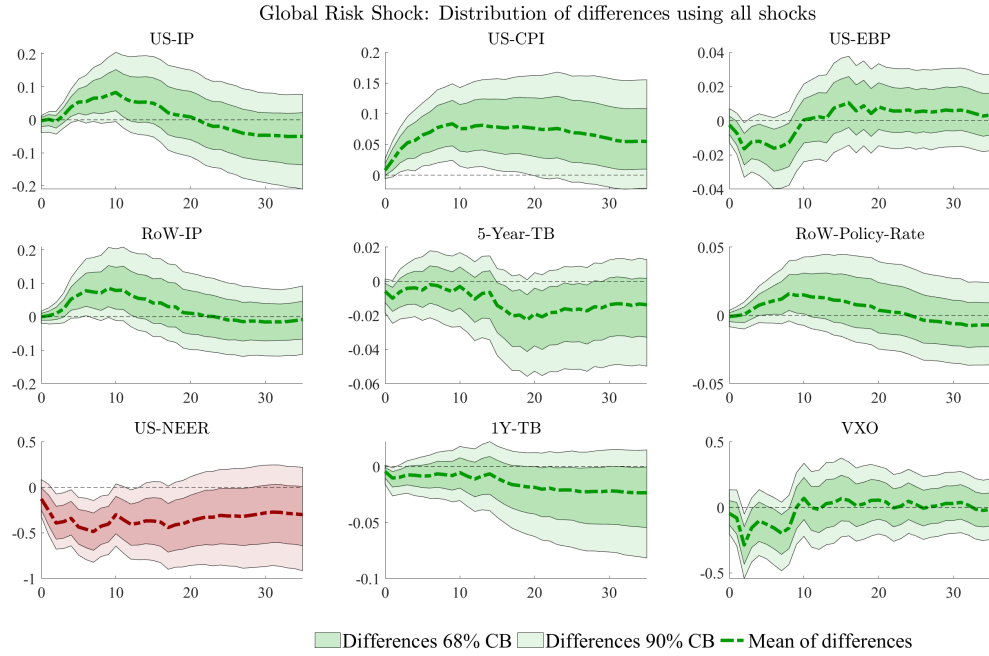 Global Risk Shock: Distribution of differences using all shocks
US-IP
0.2
0.1
0
-0.1
-0.2
0 10 20 30
US-CPI
0.2
0.15
0.1
0.05
0
0 10 20 30
US-EBP
0.04
0.02
0
-0.02
-0.04
0 10 20 30
RoW-IP
0.2
0.1
0
-0.1
-0.2
0 10 20 30
5-Year-TB
0.02
0
-0.02
-0.04
-0.06
0 10 20 30
RoW-Policy-Rate
0.05
0
-0.05
0 10 20 30
US-NEER
0.5
0
-0.5
-1
0 10 20 30
1Y-TB
0
-0.05
-0.1
0 10 20 30
VXO
0.5
0
-0.5
0 10 20 30
Differences 68% CB Differences 90% CB Mean of differences